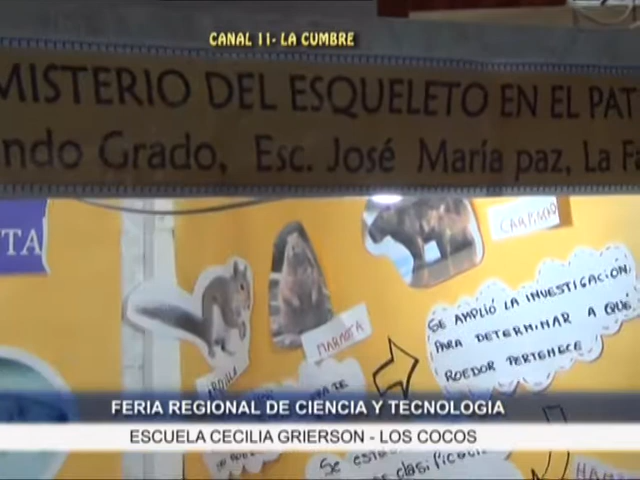 CANAL 11- LA CUMBRE
MISTERIO DEL ESQUELETO EN EL PAT
ndo Grado, Esc. José María paz, La Fa
TA
CARPINCHO
SE AMPLIÓ LA INVESTIGACIÓN
PARA DETERMINAR A QUE
ROEDOR PERTENECE
MARMOTA
ARDILLA
FERIA REGIONAL DE CIENCIA Y TECNOLOGIA
ESCUELA CECILIA GRIERSON - LOS COCOS